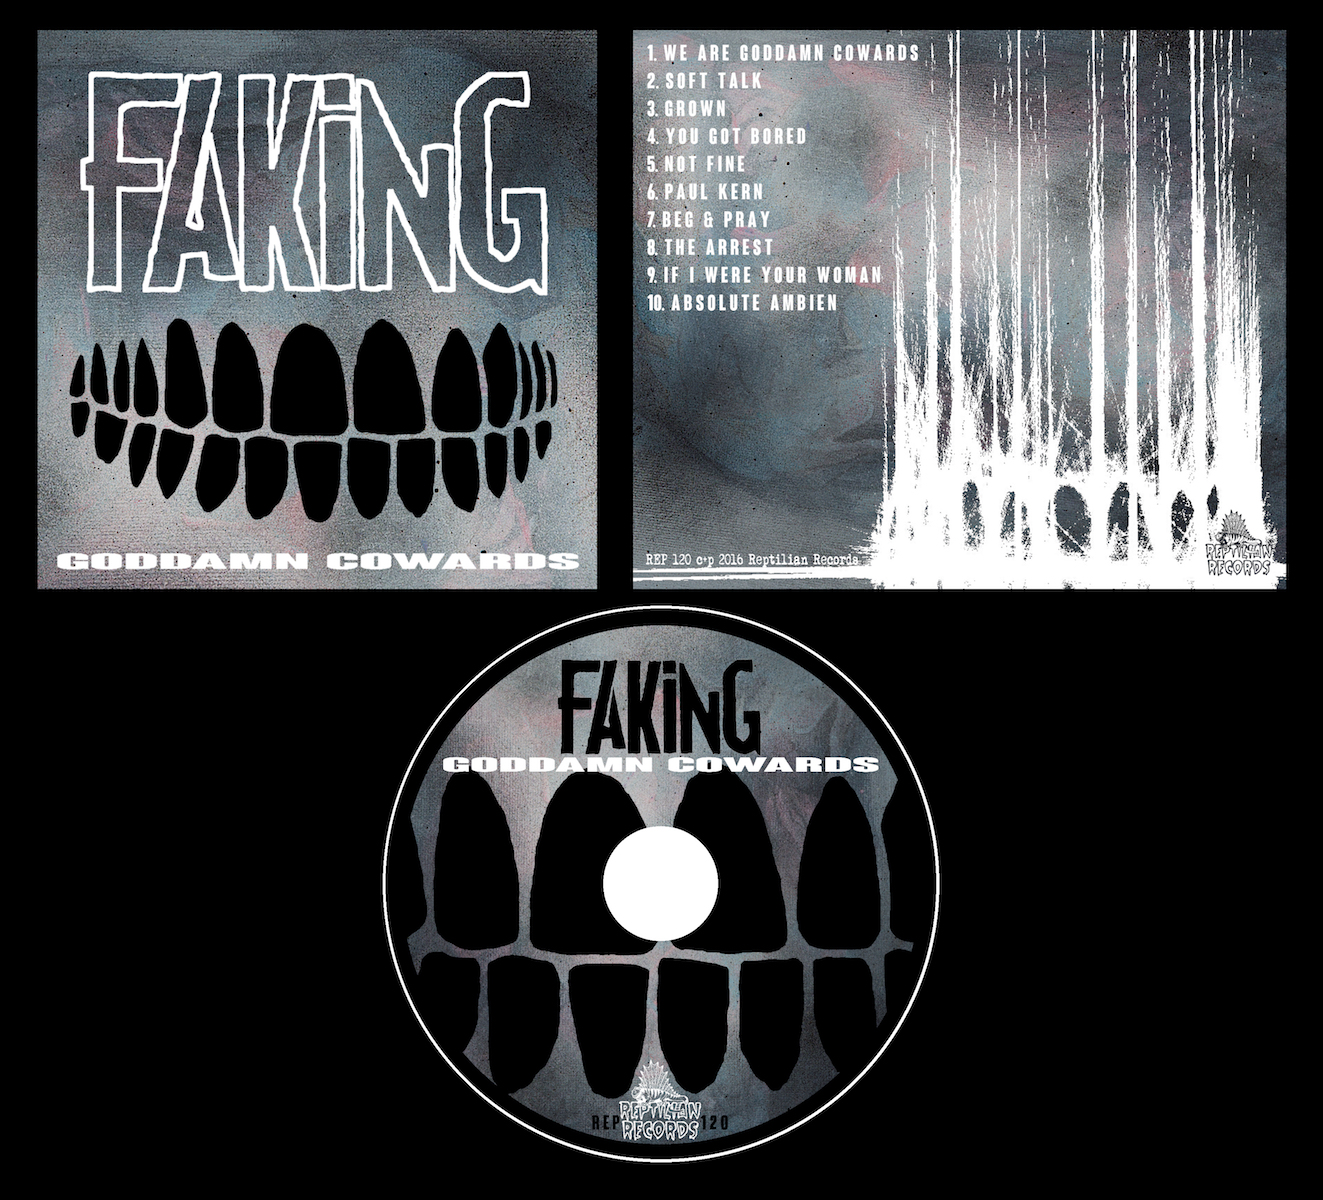 FAKiNG
GODDAMN COWARDS
1. WE ARE GODDAMN COWARDS
2. SOFT TALK
3. GROWN
4. YOU GOT BORED
5. NOT FINE
6. PAUL KERN
7. BEG & PRAY
8. THE ARREST
9. IF I WERE YOUR WOMAN
10. ABSOLUTE AMBIEN
REP 120 c+p 2016 Reptilian Records
REPTILIAN
RECORDS
FAKiNG
GODDAMN COWARDS
REPTILIAN
REP RECORDS 120